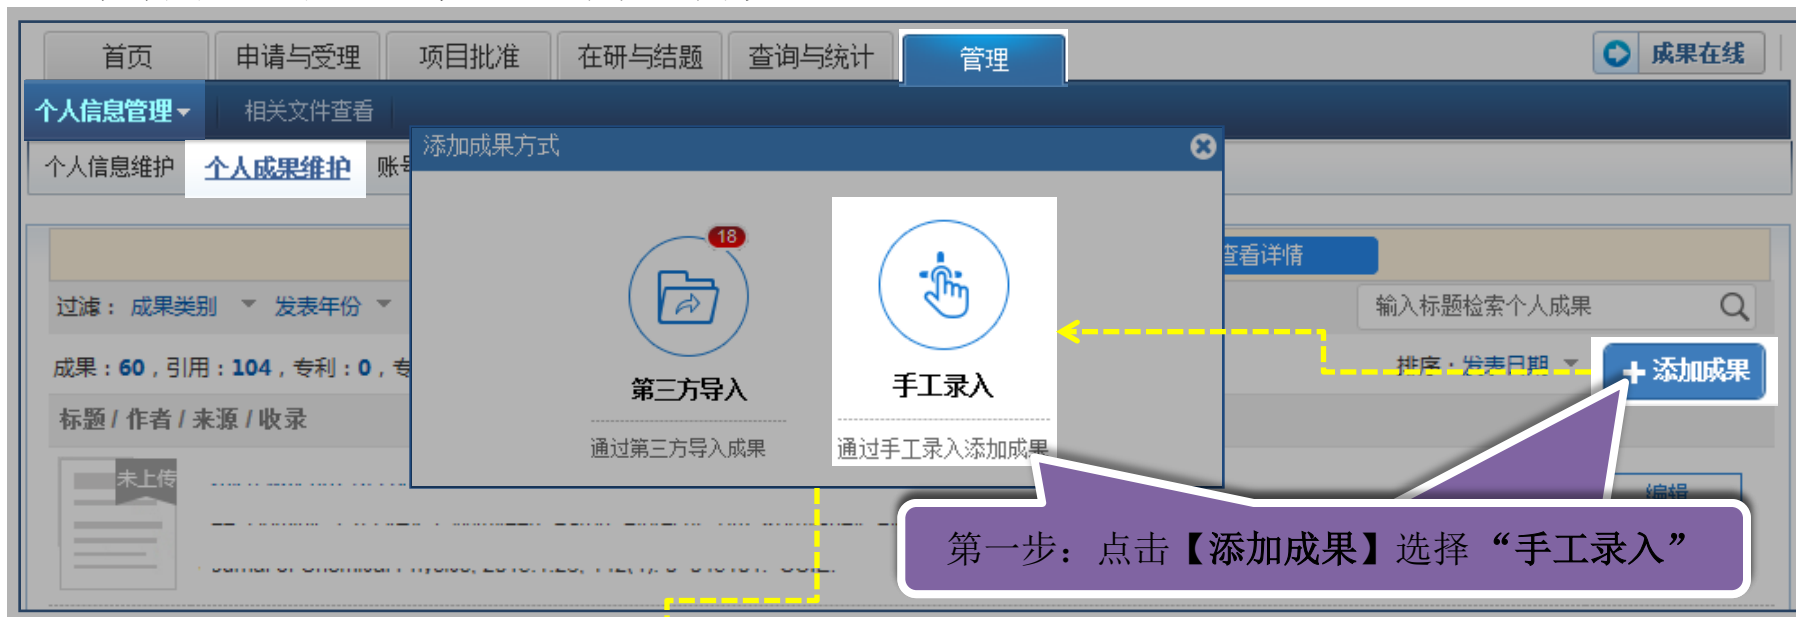 首页 申请与受理 项目批准 在研与结题 查询与统计 管理 成果在线
个人信息管理 相关文件查看
添加成果方式
个人信息维护 个人成果维护 账号
18
查看详情
过滤： 成果类别 发表年份
输入标题检索个人成果
成果：60，引用：104，专利：0，专
排序：发表日期
添加成果
第三方导入 手工录入
标题 / 作者 / 来源 / 收录
通过第三方导入成果 通过手工录入添加成果
未上传
编辑
第一步：点击【添加成果】选择“手工录入”